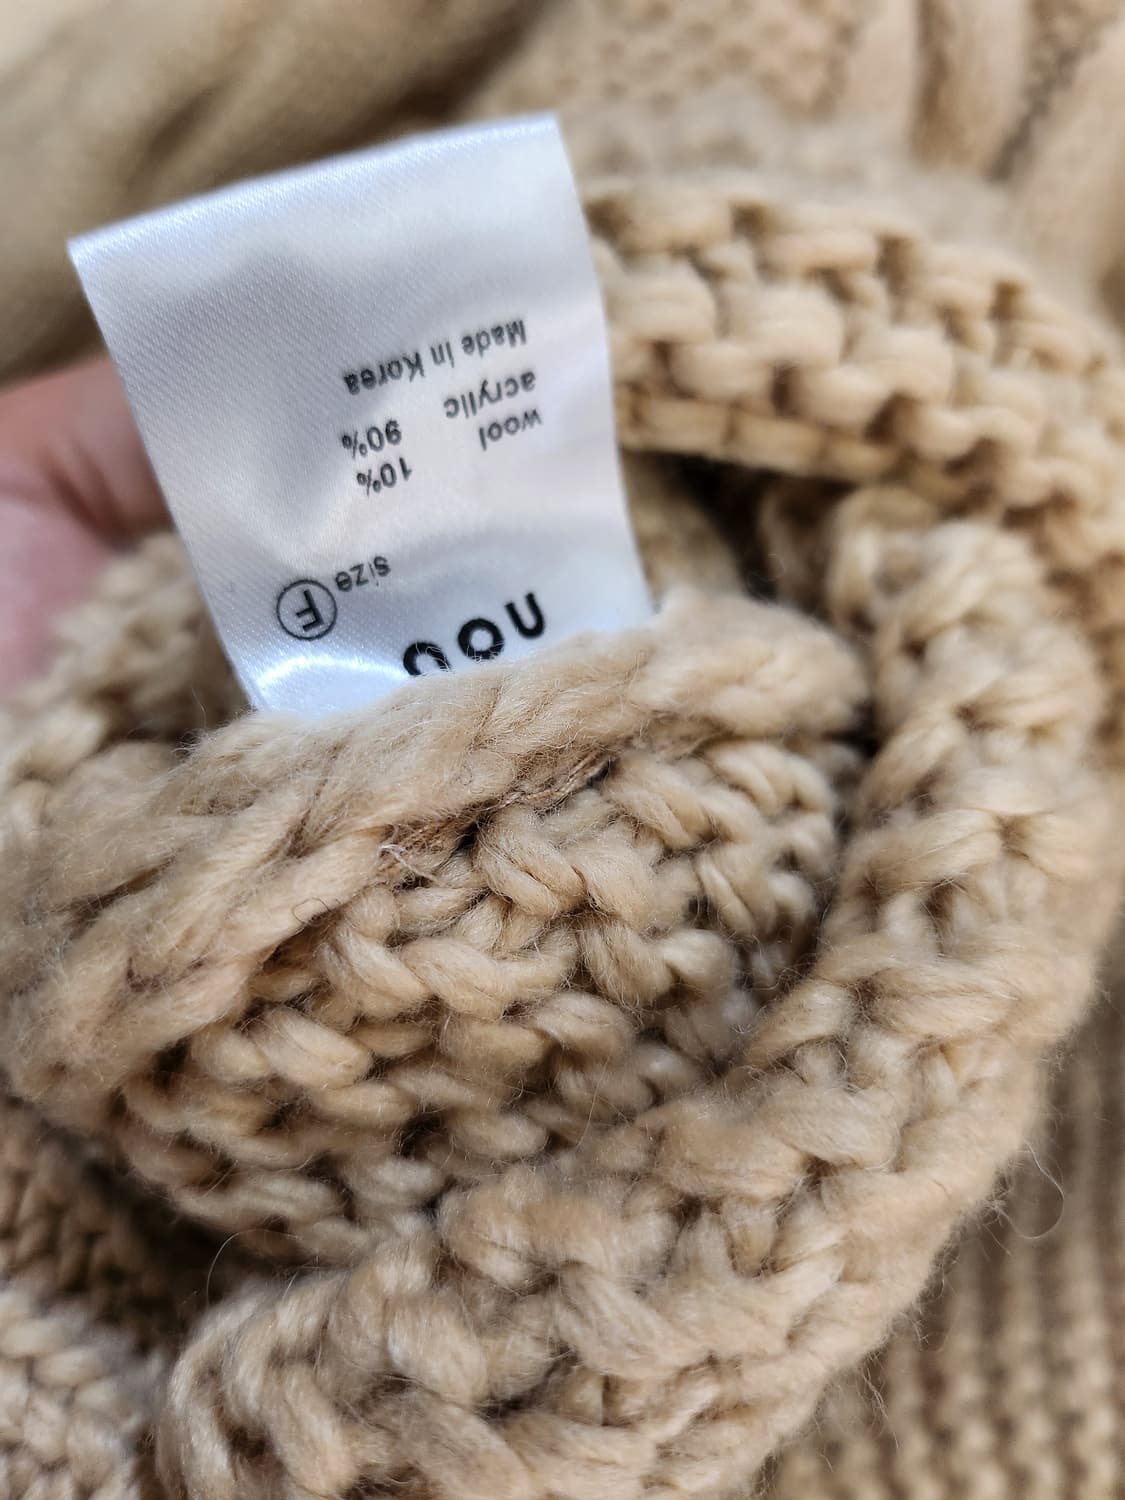 size F
wool 10%
acrylic 90%
Made in Korea